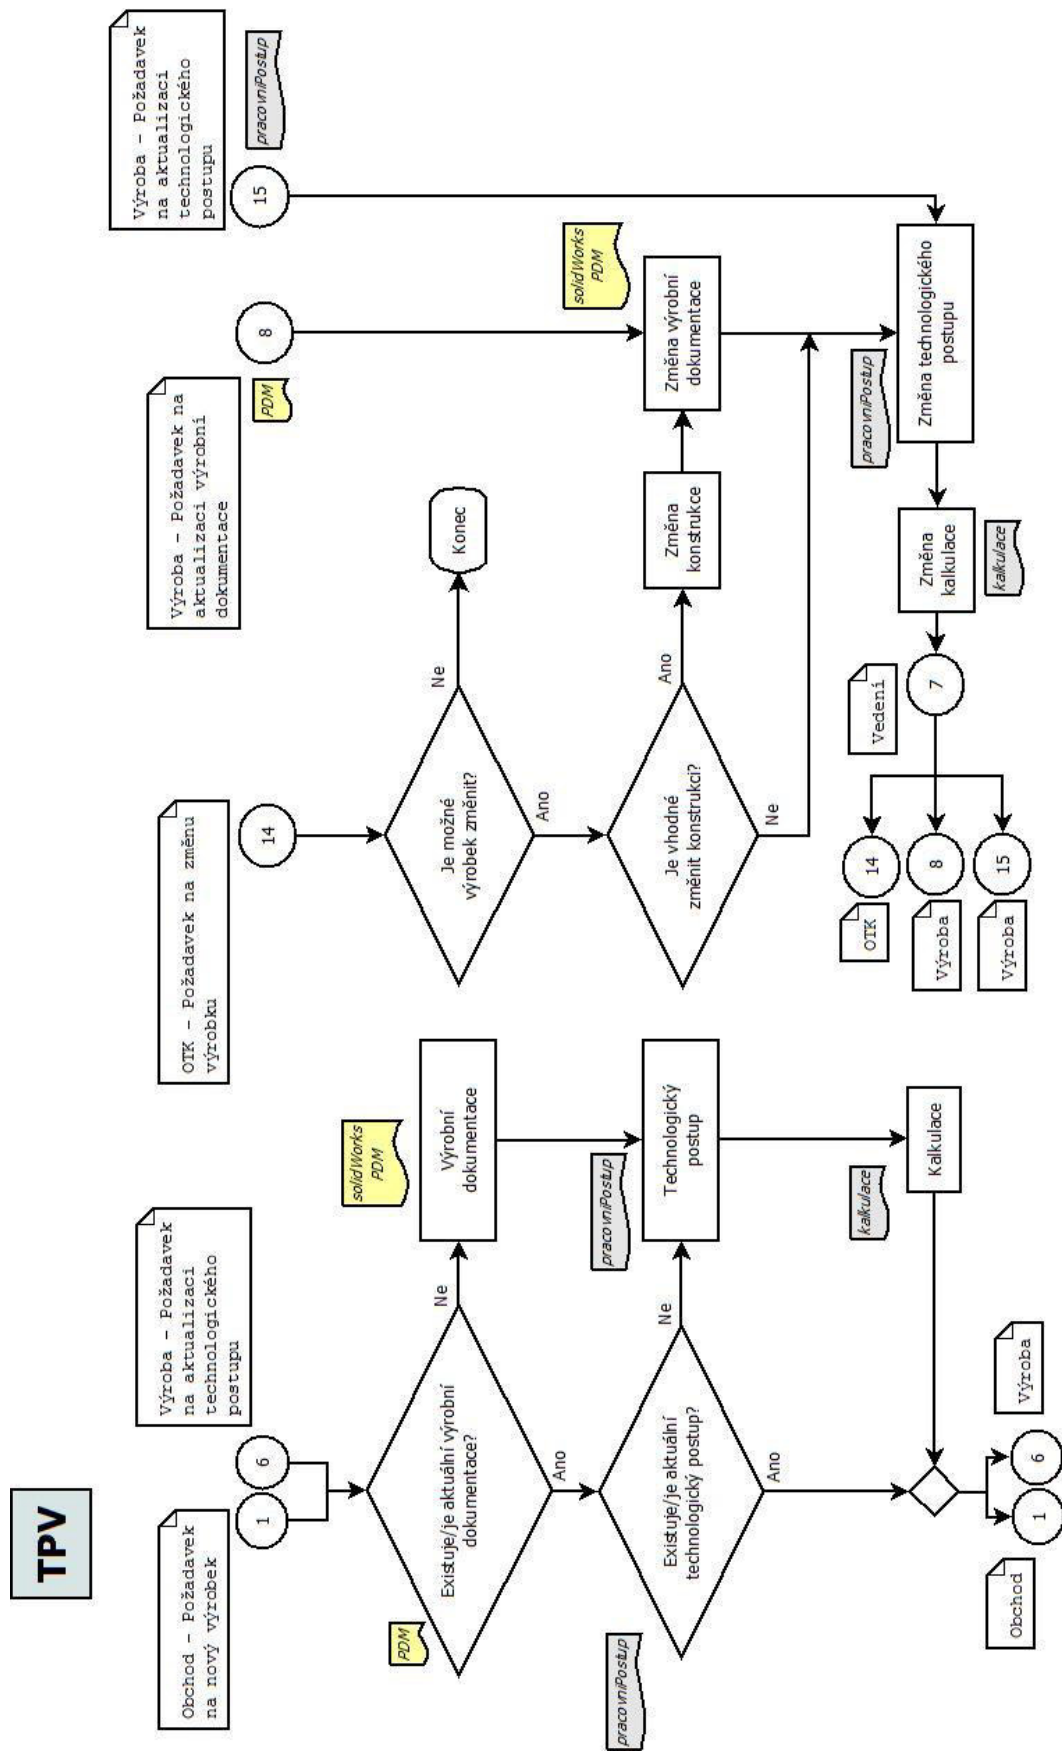 TPV
Obchod – Požadavek
na nový výrobek
1
6
Výroba – Požadavek
na aktualizaci
technologického
postupu
PDM
Existuje/je aktuální výrobní
dokumentace?
Ne
Ano
solidWorks
PDM
Výrobní
dokumentace
pracovníPostup
Existuje/je aktuální
technologický postup?
Ne
Ano
pracovníPostup
Technologický
postup
kalkulace
Kalkulace
Obchod
1
6
Výroba
OTK – Požadavek na změnu
výrobku
14
Je možné
výrobek změnit?
Ne
Ano
Konec
Je vhodné
změnit konstrukci?
Ano
Ne
Změna
konstrukce
Výroba – Požadavek na
aktualizaci výrobní
dokumentace
PDM
8
solidWorks
PDM
Změna výrobní
dokumentace
Výroba – Požadavek
na aktualizaci
technologického
postupu
15
pracovníPostup
pracovníPostup
Změna technologického
postupu
Změna
kalkulace
kalkulace
Vedení
7
OTK
14
Výroba
8
Výroba
15